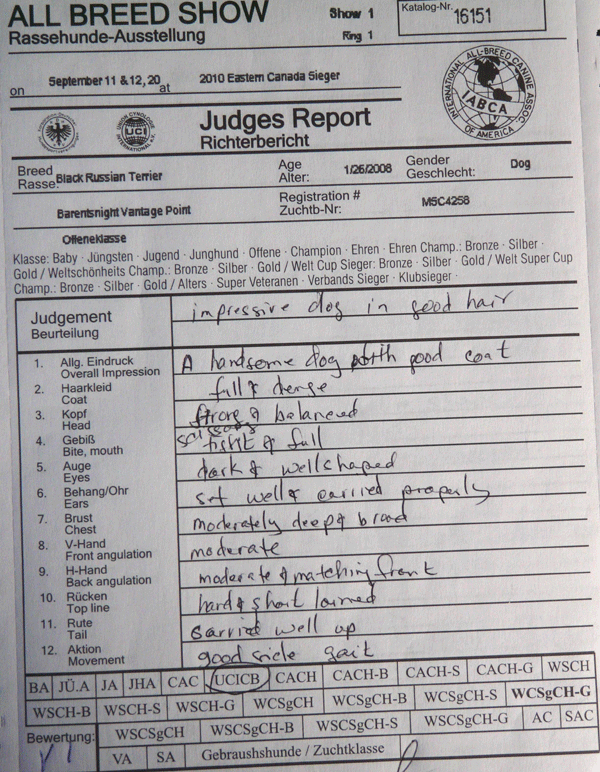 ALL BREED SHOW
Rassehunde-Ausstellung
Show 1
Ring 1
Katalog-Nr. 16151
on September 11 & 12, 20 at 2010 Eastern Canada Sieger
INTERNATIONAL ALL-BREED CANINE ASSOC. OF AMERICA
IABCA
UCI
Judges Report
Richterbericht
Breed
Rasse: Black Russian Terrier
Age
Alter: 1/26/2008
Gender
Geschlecht: Dog
Barentsnight Vantage Point
Registration #
Zuchtb-Nr: MSC4258
Offeneklasse
Klasse: Baby · Jüngsten · Jugend · Junghund · Offene · Champion · Ehren · Ehren Champ.: Bronze · Silber ·
Gold / Weltschönheits Champ.: Bronze · Silber · Gold / Welt Cup Sieger: Bronze · Silber · Gold / Welt Super Cup
Champ.: Bronze · Silber · Gold / Alters · Super Veteranen · Verbands Sieger · Klubsieger ·
Judgement
Beurteilung
impressive dog in good hair
1. Allg. Eindruck
Overall Impression
A handsome dog with good coat
2. Haarkleid
Coat
full & dense
3. Kopf
Head
strong & balanced
4. Gebiß
Bite, mouth
scissors
tight & full
5. Auge
Eyes
dark & wellshaped
6. Behang/Ohr
Ears
set well & carried properly
7. Brust
Chest
moderately deep & broad
8. V-Hand
Front angulation
moderate
9. H-Hand
Back angulation
moderate & matching front
10. Rücken
Top line
hard & short loined
11. Rute
Tail
carried well up
12. Aktion
Movement
good side gait
BA JÜ.A JA JHA CAC UCICB CACH CACH-B CACH-S CACH-G WSCH
WSCH-B WSCH-S WSCH-G WCSgCH WCSgCH-B WCSgCH-S WCSgCH-G
Bewertung: WSCSgCH WSCSgCH-B WSCSgCH-S WSCSgCH-G AC SAC
V1 VA SA Gebraushshunde / Zuchtklasse